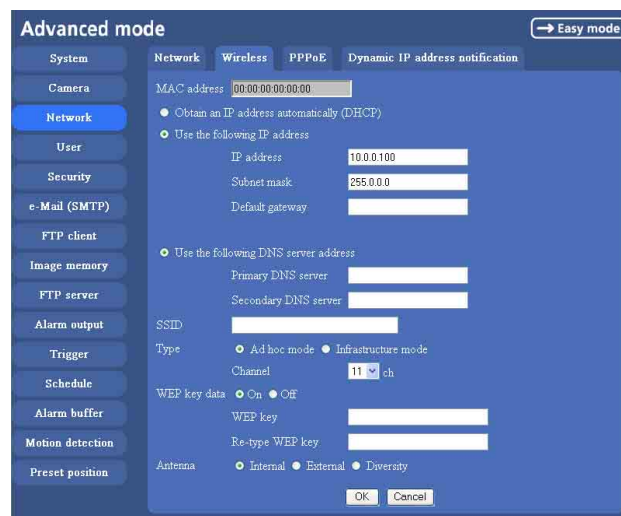 Advanced mode
→ Easy mode
System
Camera
Network
User
Security
e-Mail (SMTP)
FTP client
Image memory
FTP server
Alarm output
Trigger
Schedule
Alarm buffer
Motion detection
Preset position
Network Wireless PPPoE Dynamic IP address notification
MAC address 00:00:00:00:00:00
Obtain an IP address automatically (DHCP)
Use the following IP address
IP address 10.0.0.100
Subnet mask 255.0.0.0
Default gateway
Use the following DNS server address
Primary DNS server
Secondary DNS server
SSID
Type Ad hoc mode Infrastructure mode
Channel 11 ch
WEP key data On Off
WEP key
Re-type WEP key
Antenna Internal External Diversity
OK Cancel